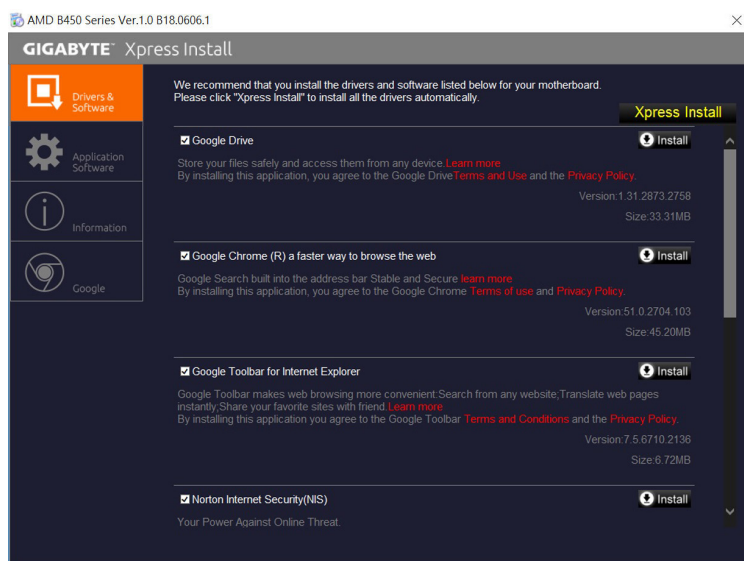 AMD B450 Series Ver.1.0 B18.0606.1
GIGABYTE™ Xpress Install
Drivers & Software
Application Software
Information
Google
We recommend that you install the drivers and software listed below for your motherboard.
Please click "Xpress Install" to install all the drivers automatically.
Xpress Install
Google Drive
Install
Store your files safely and access them from any device.Learn more
By installing this application, you agree to the Google DriveTerms and Use and the Privacy Policy.
Version:1.31.2873.2758
Size:33.31MB
Google Chrome (R) a faster way to browse the web
Install
Google Search built into the address bar Stable and Secure learn more
By installing this application, you agree to the Google Chrome Terms of use and Privacy Policy.
Version:51.0.2704.103
Size:45.20MB
Google Toolbar for Internet Explorer
Install
Google Toolbar makes web browsing more convenient:Search from any website;Translate web pages
instantly;Share your favorite sites with friend.Learn more
By installing this application you agree to the Google Toolbar Terms and Conditions and the Privacy Policy.
Version:7.5.6710.2136
Size:6.72MB
Norton Internet Security(NIS)
Install
Your Power Against Online Threat.